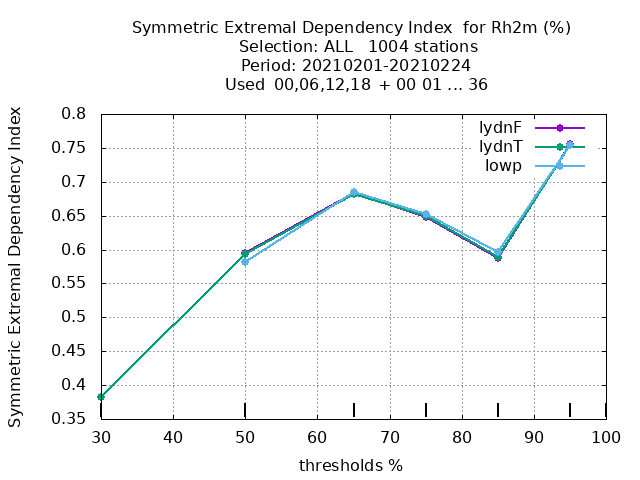 Symmetric Extremal Dependency Index for Rh2m (%)
Selection: ALL 1004 stations
Period: 20210201-20210224
Used 00,06,12,18 + 00 01 ... 36
Symmetric Extremal Dependency Index
0.8
0.75
0.7
0.65
0.6
0.55
0.5
0.45
0.4
0.35
lydnF
lydnT
lowp
30 40 50 60 70 80 90 100
thresholds %